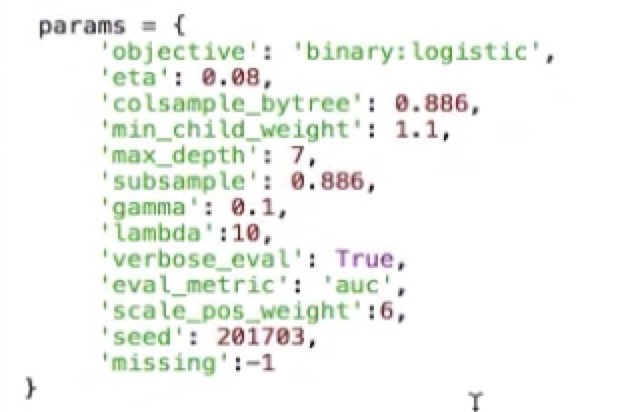 params = {
'objective': 'binary:logistic',
'eta': 0.08,
'colsample_bytree': 0.886,
'min_child_weight': 1.1,
'max_depth': 7,
'subsample': 0.886,
'gamma': 0.1,
'lambda':10,
'verbose_eval': True,
'eval_metric': 'auc',
'scale_pos_weight':6,
'seed': 201703,
'missing':-1
}